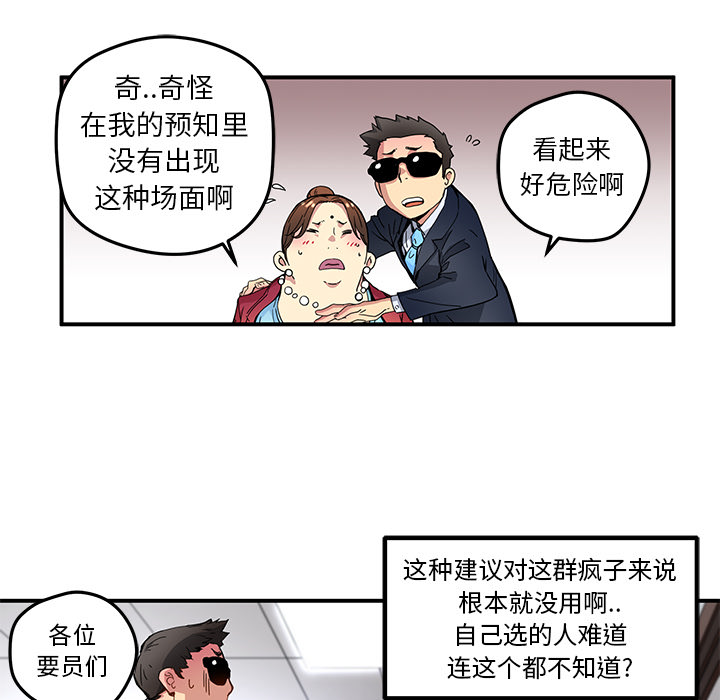 奇..奇怪
在我的预知里
没有出现
这种场面啊
看起来
好危险啊
这种建议对这群疯子来说
根本就没用啊..
自己选的人难道
连这个都不知道?
各位
要员们